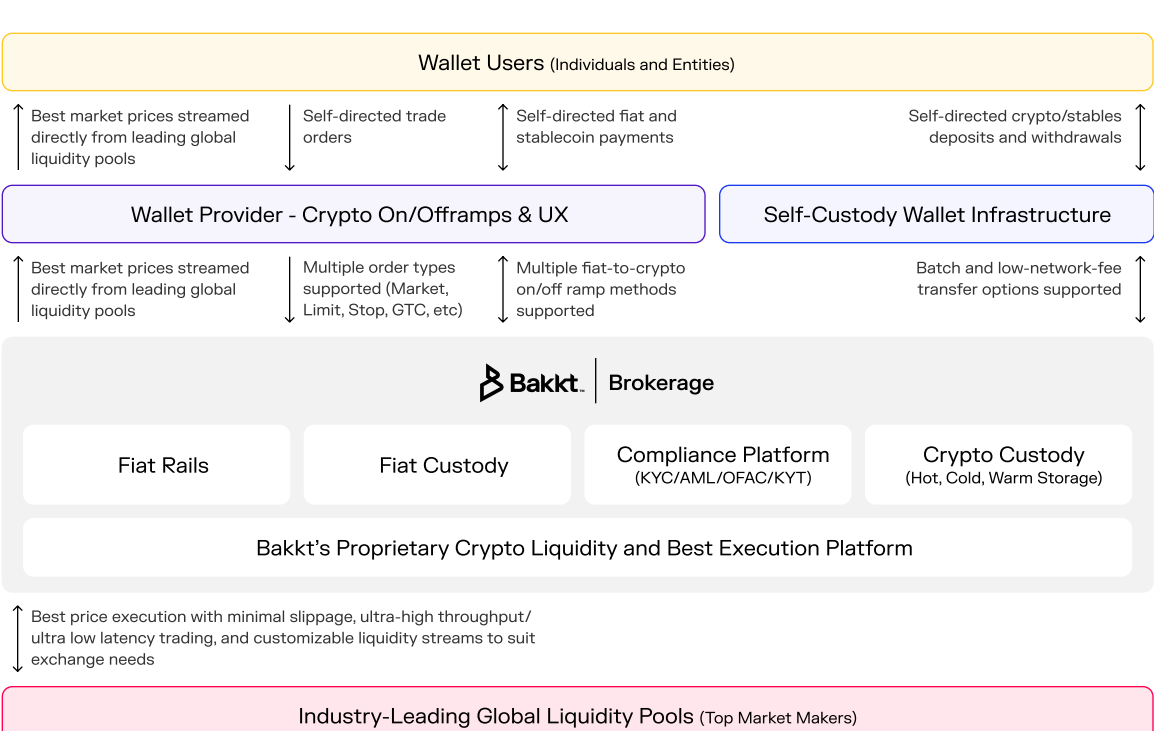 Wallet Users (Individuals and Entities)
Best market prices streamed
directly from leading global
liquidity pools
Self-directed trade
orders
Self-directed fiat and
stablecoin payments
Self-directed crypto/stables
deposits and withdrawals
Wallet Provider - Crypto On/Offramps & UX
Self-Custody Wallet Infrastructure
Best market prices streamed
directly from leading global
liquidity pools
Multiple order types
supported (Market,
Limit, Stop, GTC, etc)
Multiple fiat-to-crypto
on/off ramp methods
supported
Batch and low-network-fee
transfer options supported
Bakkt™ Brokerage
Fiat Rails
Fiat Custody
Compliance Platform
(KYC/AML/OFAC/KYT)
Crypto Custody
(Hot, Cold, Warm Storage)
Bakkt's Proprietary Crypto Liquidity and Best Execution Platform
Best price execution with minimal slippage, ultra-high throughput/
ultra low latency trading, and customizable liquidity streams to suit
exchange needs
Industry-Leading Global Liquidity Pools (Top Market Makers)